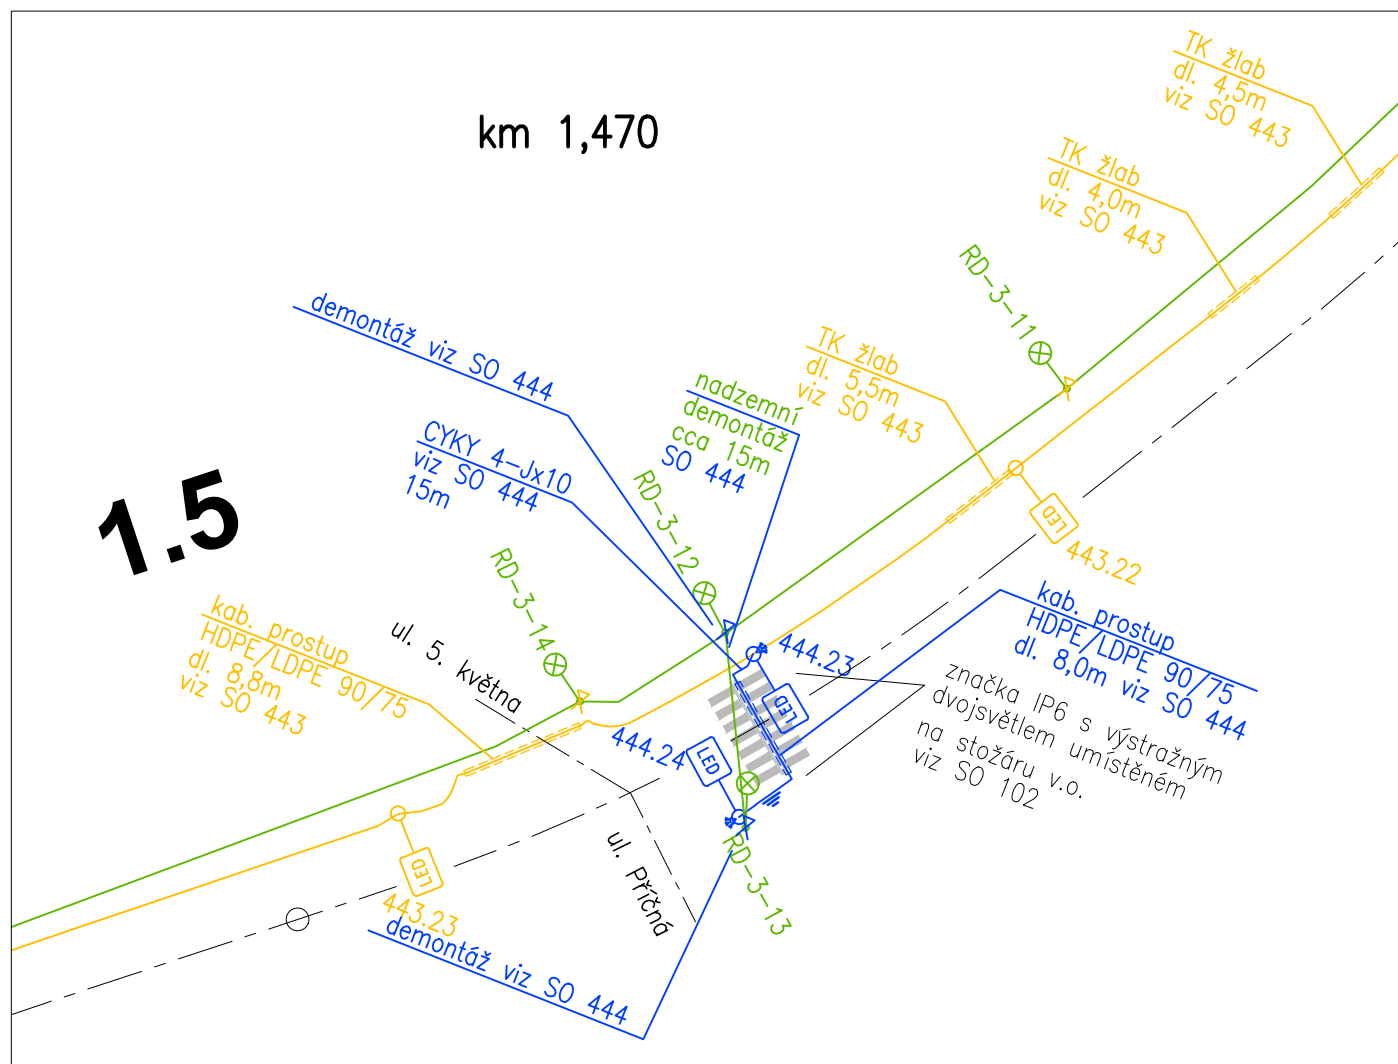 TK žlab
dl. 4,5m
viz SO 443
km 1,470
TK žlab
dl. 4,0m
viz SO 443
RD-3-11
demontáž viz SO 444
TK žlab
dl. 5,5m
viz SO 443
nadzemní
demontáž
cca 15m
SO 444
CYKY 4-Jx10
viz SO 444
15m
RD-3-12
1.5
LED
443.22
RD-3-14
kab. prostup
HDPE/LDPE 90/75
dl. 8,0m viz SO 444
kab. prostup
HDPE/LDPE 90/75
dl. 8,8m
viz SO 443
ul. 5. května
444.23
LED
značka IP6 s výstražným
dvojsvětlem umístěném
na stožáru v.o.
viz SO 102
444.24
LED
ul. Příčná
RD-3-13
LED
443.23
demontáž viz SO 444